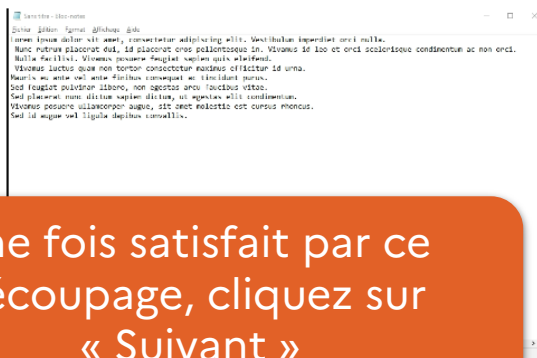 Sans titre - Bloc-notes
Fichier Edition Format Affichage Aide
Lorem ipsum dolor sit amet, consectetur adipiscing elit. Vestibulum imperdiet orci nulla.
Nunc rutrum placerat dui, id placerat eros pellentesque in. Vivamus id leo et orci scelerisque condimentum ac non orci.
Nulla facilisi. Vivamus posuere feugiat sapien quis eleifend.
Vivamus luctus quam non tortor consectetur maximus efficitur id urna.
Mauris eu ante vel ante finibus consequat ac tincidunt purus.
Sed feugiat pulvinar libero, non egestas arcu faucibus vitae.
Sed placerat nunc dictum sapien dictum, ut egestas elit condimentum.
Vivamus posuere ullamcorper augue, sit amet molestie est cursus rhoncus.
Sed id augue vel ligula dapibus convallis.
ne fois satisfait par ce
écoupage, cliquez sur
« Suivant »